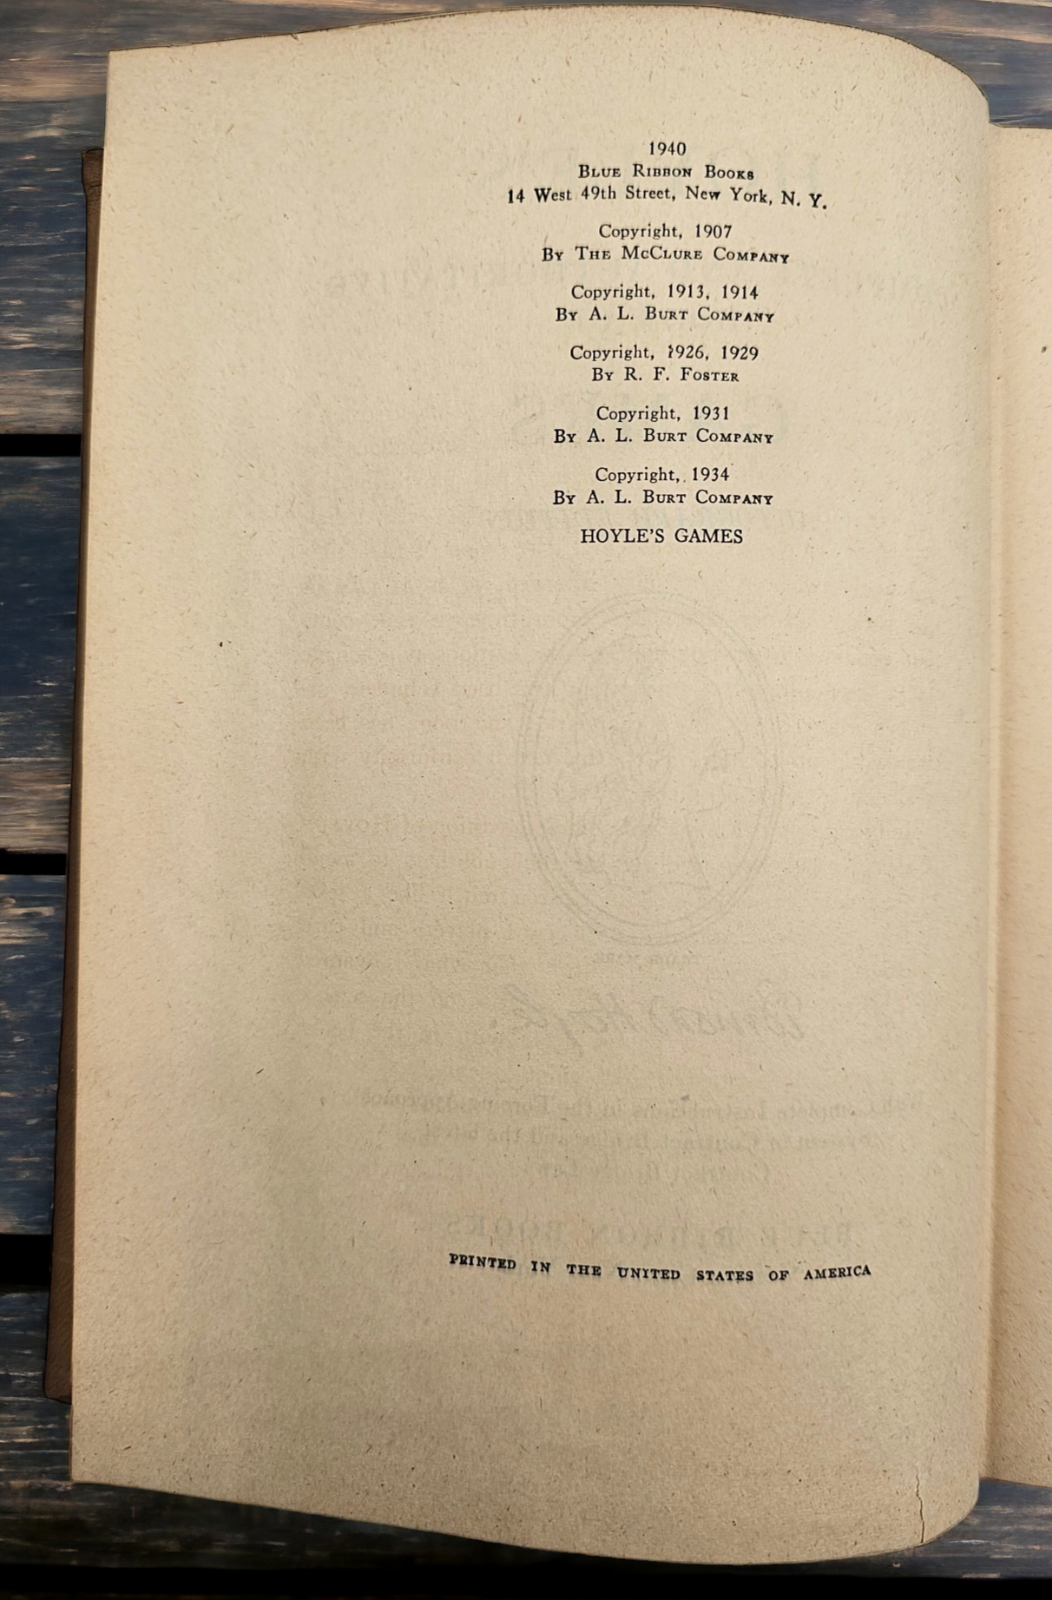 1940
Blue Ribbon Books
14 West 49th Street, New York, N. Y.
Copyright, 1907
By The McClure Company
Copyright, 1913, 1914
By A. L. Burt Company
Copyright, 1926, 1929
By R. F. Foster
Copyright, 1931
By A. L. Burt Company
Copyright, 1934
By A. L. Burt Company
HOYLE'S GAMES
PRINTED IN THE UNITED STATES OF AMERICA